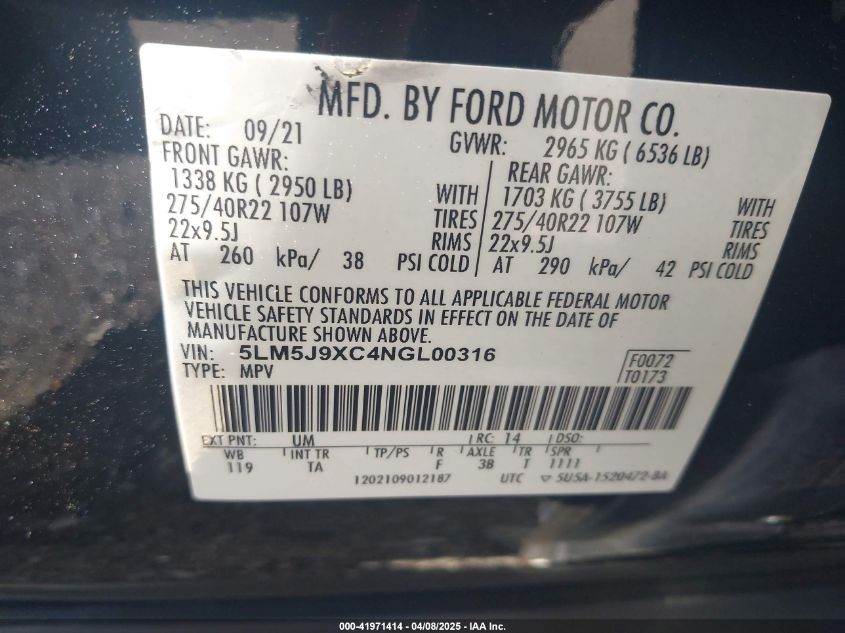 MFD. BY FORD MOTOR CO.
DATE: 09/21 GVWR: 2965 KG ( 6536 LB)
FRONT GAWR: REAR GAWR:
1338 KG ( 2950 LB) WITH 1703 KG ( 3755 LB) WITH
275/40R22 107W TIRES 275/40R22 107W TIRES
22x9.5J RIMS 22x9.5J RIMS
AT 260 kPa/ 38 PSI COLD AT 290 kPa/ 42 PSI COLD
THIS VEHICLE CONFORMS TO ALL APPLICABLE FEDERAL MOTOR
VEHICLE SAFETY STANDARDS IN EFFECT ON THE DATE OF
MANUFACTURE SHOWN ABOVE.
VIN: 5LM5J9XC4NGL00316 F0072
TYPE: MPV T0173
EXT PNT: UM RC: 14 DSO:
WB INT TR TP/PS R AXLE TR SPR
119 TA F 3B T 1111
1202109012187 UTC ▽ 5U5A-1520472-BA
000-41971414 | 04/08/2025 | IAA Inc.